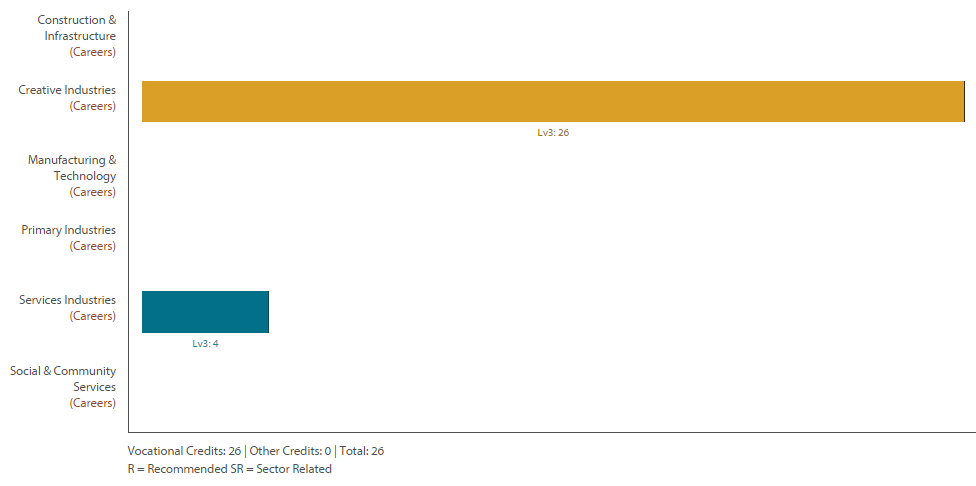 Construction &
Infrastructure
(Careers)
Creative Industries
(Careers)
Lv3: 26
Manufacturing &
Technology
(Careers)
Primary Industries
(Careers)
Services Industries
(Careers)
Lv3: 4
Social & Community
Services
(Careers)
Vocational Credits: 26 | Other Credits: 0 | Total: 26
R = Recommended SR = Sector Related